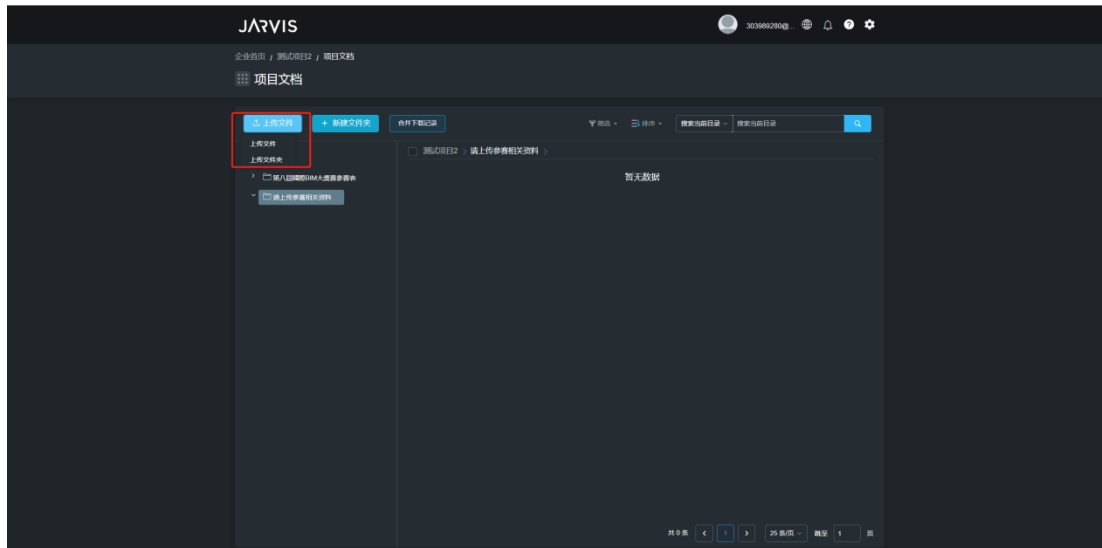 JARVIS
303989280@...
企业首页 / 测试项目2 / 项目文档
项目文档
上传文件
+ 新建文件夹
合并下载记录
筛选
排序
搜索当前目录
搜索当前目录
上传文件
上传文件夹
测试项目2 > 请上传参赛相关资料 >
第八届国际BIM大奖赛参赛表
请上传参赛相关资料
暂无数据
共 0 条 < 1 > 25 条/页 跳至 1 页